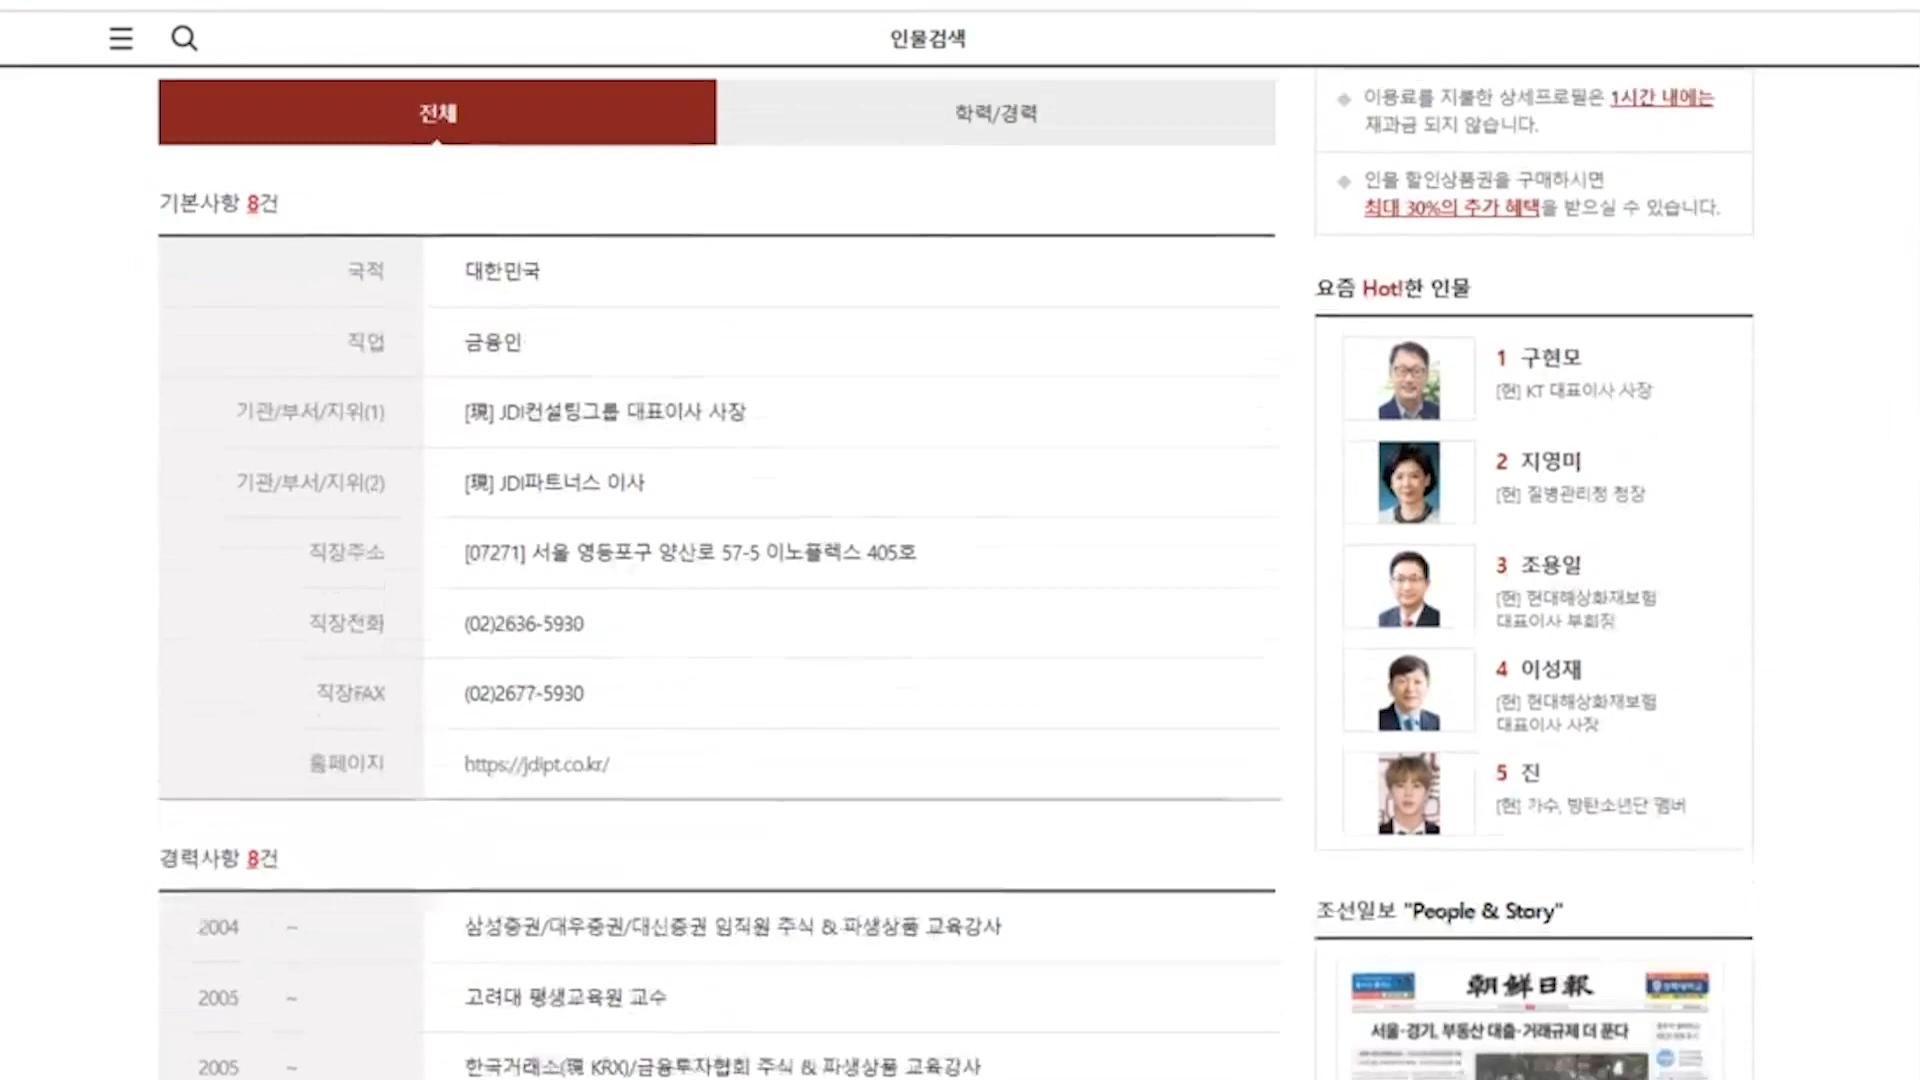 인물검색
전체
학력/경력
기본사항 8건
국적
대한민국
직업
금융인
기관/부서/지위(1)
[現] JDI컨설팅그룹 대표이사 사장
기관/부서/지위(2)
[現] JDI파트너스 이사
직장주소
[07271] 서울 영등포구 양산로 57-5 이노플렉스 405호
직장전화
(02)2636-5930
직장FAX
(02)2677-5930
홈페이지
https://jdipt.co.kr/
경력사항 8건
2004 ~
삼성증권/대우증권/대신증권 임직원 주식 & 파생상품 교육강사
2005 ~
고려대 평생교육원 교수
2005 ~
한국거래소(現 KRX)/금융투자협회 주식 & 파생상품 교육강사
이용료를 지불한 상세프로필은 1시간 내에는
재과금 되지 않습니다.
인물 할인상품권을 구매하시면
최대 30%의 추가 혜택을 받으실 수 있습니다.
요즘 Hot!한 인물
1 구현모
[현] KT 대표이사 사장
2 지영미
[현] 질병관리청 청장
3 조용일
[현] 현대해상화재보험
대표이사 부회장
4 이성재
[현] 현대해상화재보험
대표이사 사장
5 진
[현] 가수, 방탄소년단 멤버
조선일보 "People & Story"
朝鮮日報
서울·경기, 부동산 대출·거래규제 더 푼다